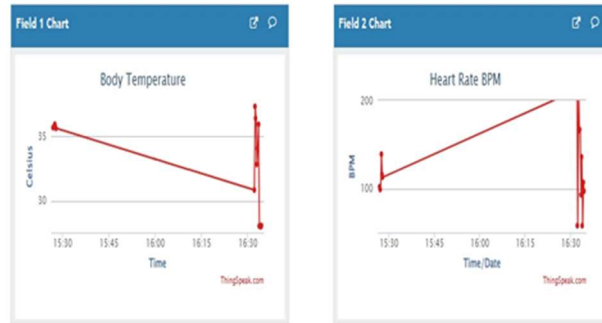 Field 1 Chart
Body Temperature
Celsius
35
30
15:30 15:45 16:00 16:15 16:30
Time
ThingSpeak.com
Field 2 Chart
Heart Rate BPM
BPM
200
100
15:30 15:45 16:00 16:15 16:30
Time/Date
ThingSpeak.com